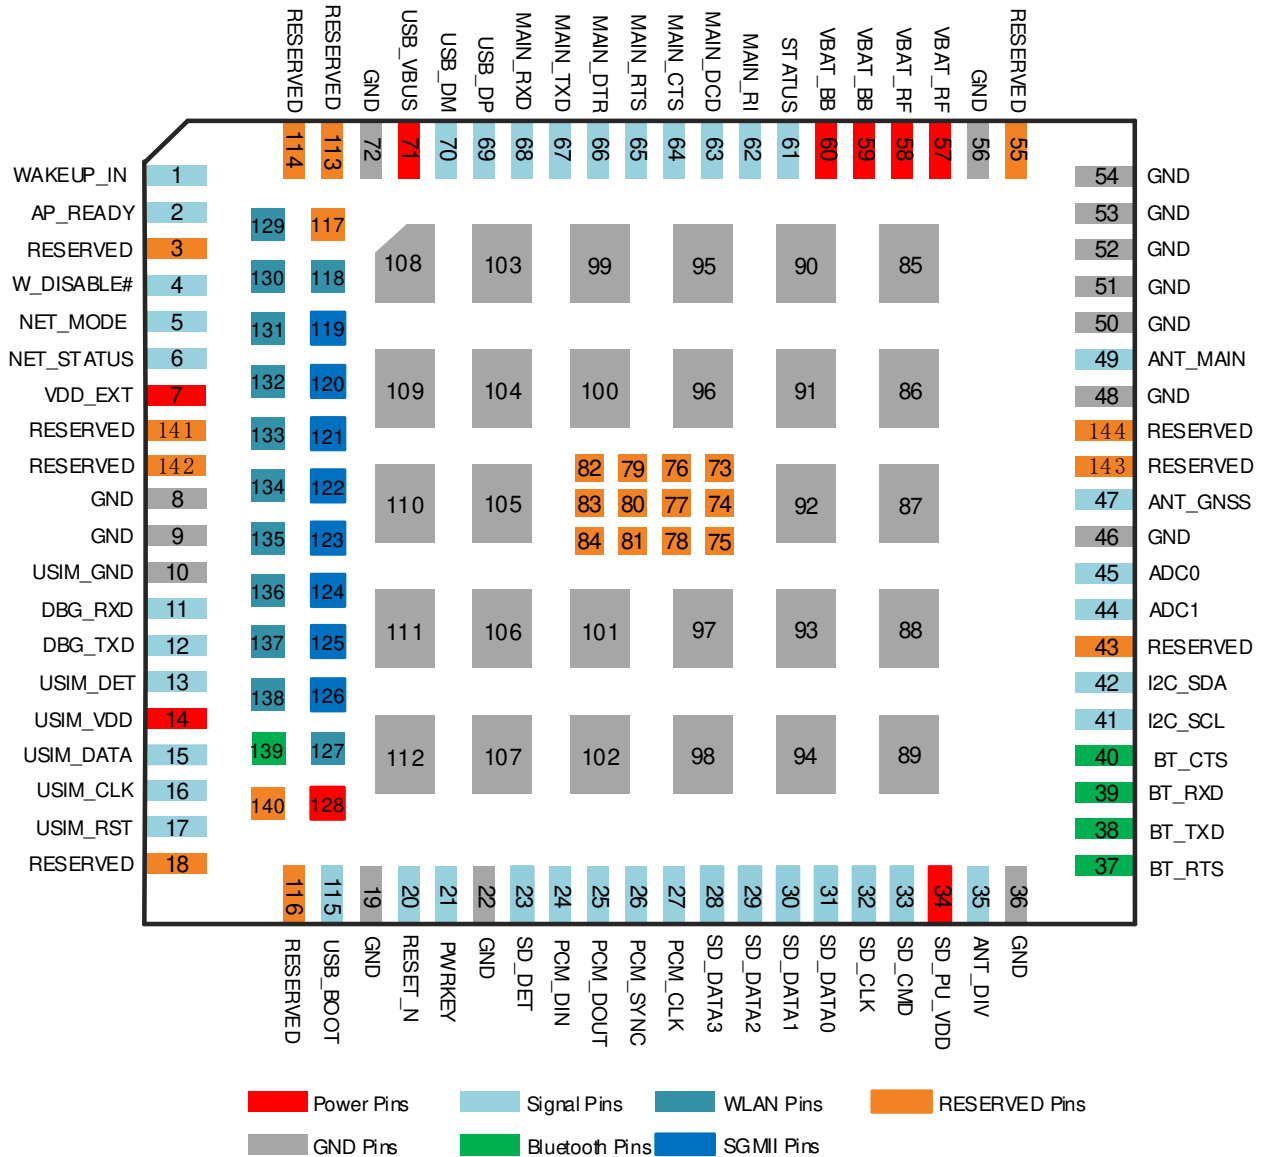 RESERVED
RESERVED
GND
USB_VBUS
USB_DM
USB_DP
MAIN_RXD
MAIN_TXD
MAIN_DTR
MAIN_RTS
MAIN_CTS
MAIN_DCD
MAIN_RI
STATUS
VBAT_BB
VBAT_BB
VBAT_RF
VBAT_RF
GND
RESERVED
114
113
72
71
70
69
68
67
66
65
64
63
62
61
60
59
58
57
56
55
WAKEUP_IN 1
AP_READY 2
RESERVED 3
W_DISABLE# 4
NET_MODE 5
NET_STATUS 6
VDD_EXT 7
RESERVED 141
RESERVED 142
GND 8
GND 9
USIM_GND 10
DBG_RXD 11
DBG_TXD 12
USIM_DET 13
USIM_VDD 14
USIM_DATA 15
USIM_CLK 16
USIM_RST 17
RESERVED 18
129 117
130 118
131 119
132 120
133 121
134 122
135 123
136 124
137 125
138 126
139 127
140 128
108 103 99 95 90 85
109 104 100 96 91 86
110 105
82 79 76 73
83 80 77 74
84 81 78 75
92 87
111 106 101 97 93 88
112 107 102 98 94 89
54 GND
53 GND
52 GND
51 GND
50 GND
49 ANT_MAIN
48 GND
144 RESERVED
143 RESERVED
47 ANT_GNSS
46 GND
45 ADC0
44 ADC1
43 RESERVED
42 I2C_SDA
41 I2C_SCL
40 BT_CTS
39 BT_RXD
38 BT_TXD
37 BT_RTS
116
115
19
20
21
22
23
24
25
26
27
28
29
30
31
32
33
34
35
36
RESERVED
USB_BOOT
GND
RESET_N
PWRKEY
GND
SD_DET
PCM_DIN
PCM_DOUT
PCM_SYNC
PCM_CLK
SD_DATA3
SD_DATA2
SD_DATA1
SD_DATA0
SD_CLK
SD_CMD
SD_PU_VDD
ANT_DIV
GND
Power Pins Signal Pins WLAN Pins RESERVED Pins
GND Pins Bluetooth Pins SGMII Pins